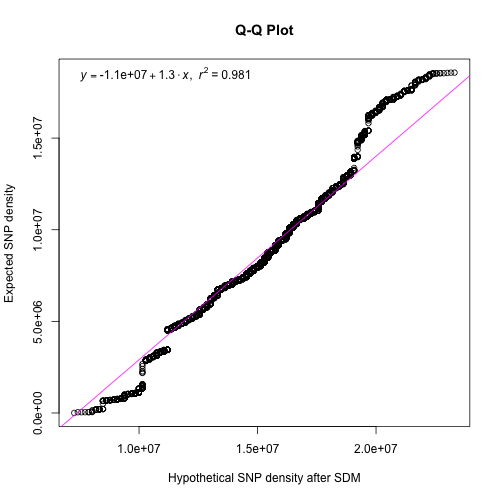 Q-Q Plot
y = -1.1e+07 + 1.3 · x, r² = 0.981
Expected SNP density
1.5e+07
1.0e+07
5.0e+06
0.0e+00
1.0e+07 1.5e+07 2.0e+07
Hypothetical SNP density after SDM